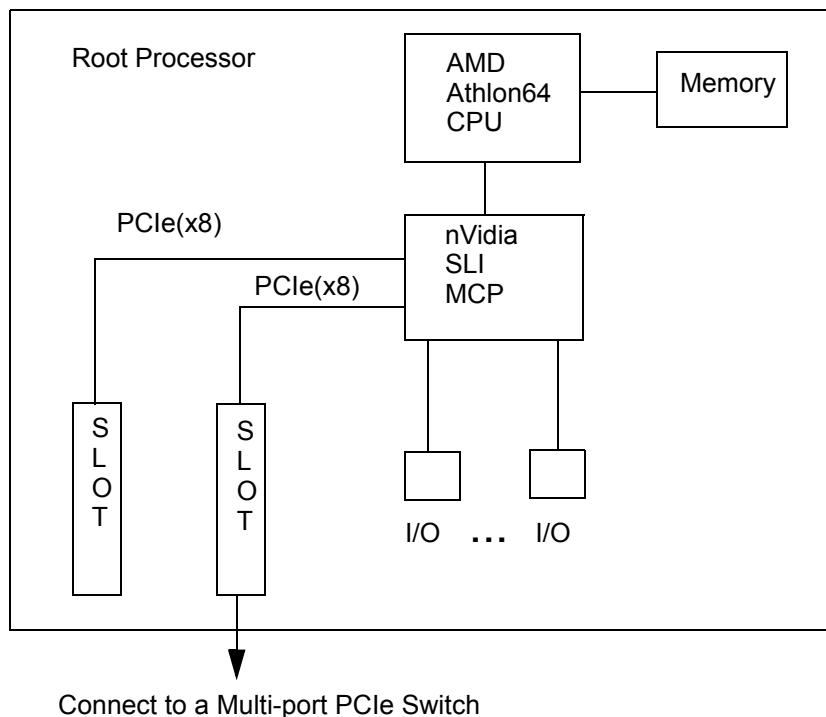 Root Processor
AMD
Athlon64
CPU
Memory
PCIe(x8)
nVidia
SLI
MCP
PCIe(x8)
S
L
O
T
S
L
O
T
I/O ... I/O
Connect to a Multi-port PCIe Switch